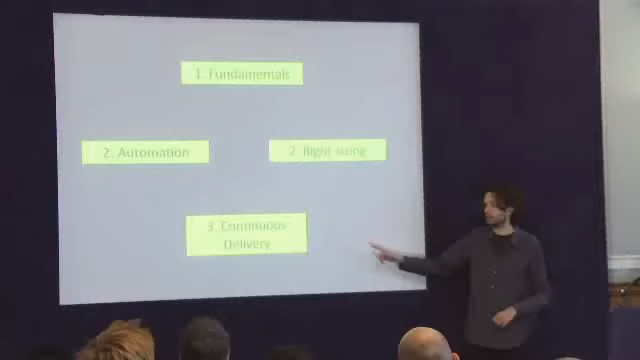 1. Fundamentals
2. Automation
2. Right sizing
3. Continuous
Delivery